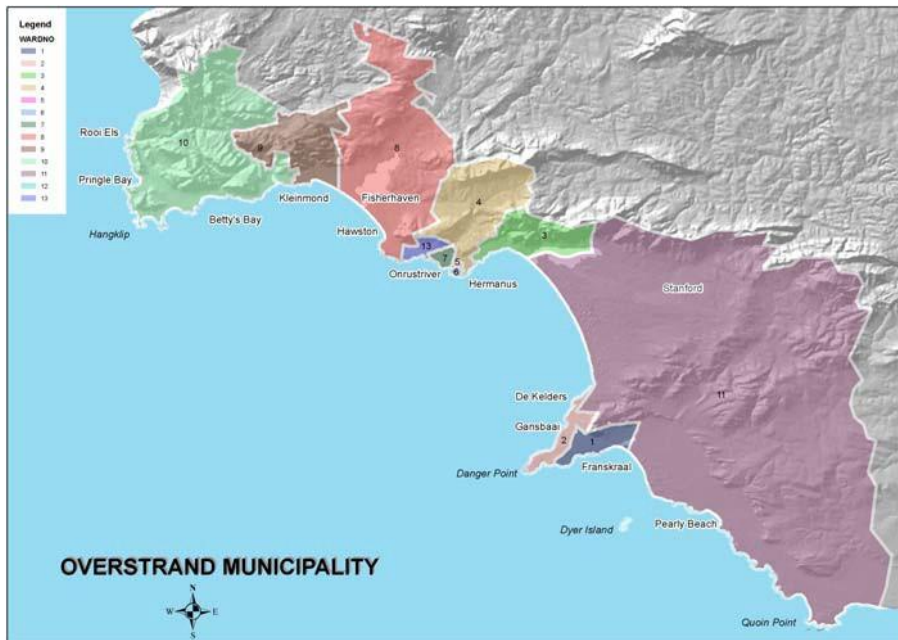 Legend
WARDNO
1
2
3
4
5
6
7
8
9
10
11
12
13
Rooi Els
10
9
8
Pringle Bay
Kleinmond
Fisherhaven
4
Betty's Bay
Hangklip
Hawston
3
13
7
5
Onrustriver
6
Hermanus
Stanford
De Kelders
11
Gansbaai
2
1
Danger Point
Franskraal
Dyer Island
Pearly Beach
OVERSTRAND MUNICIPALITY
N
W
E
S
Quoin Point